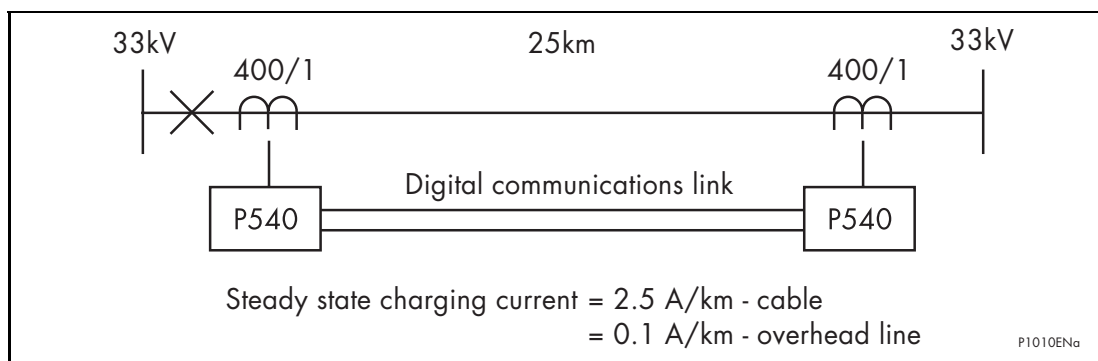 33kV 25km 33kV
400/1 400/1
Digital communications link
P540 P540
Steady state charging current = 2.5 A/km - cable
= 0.1 A/km - overhead line
P1010ENa